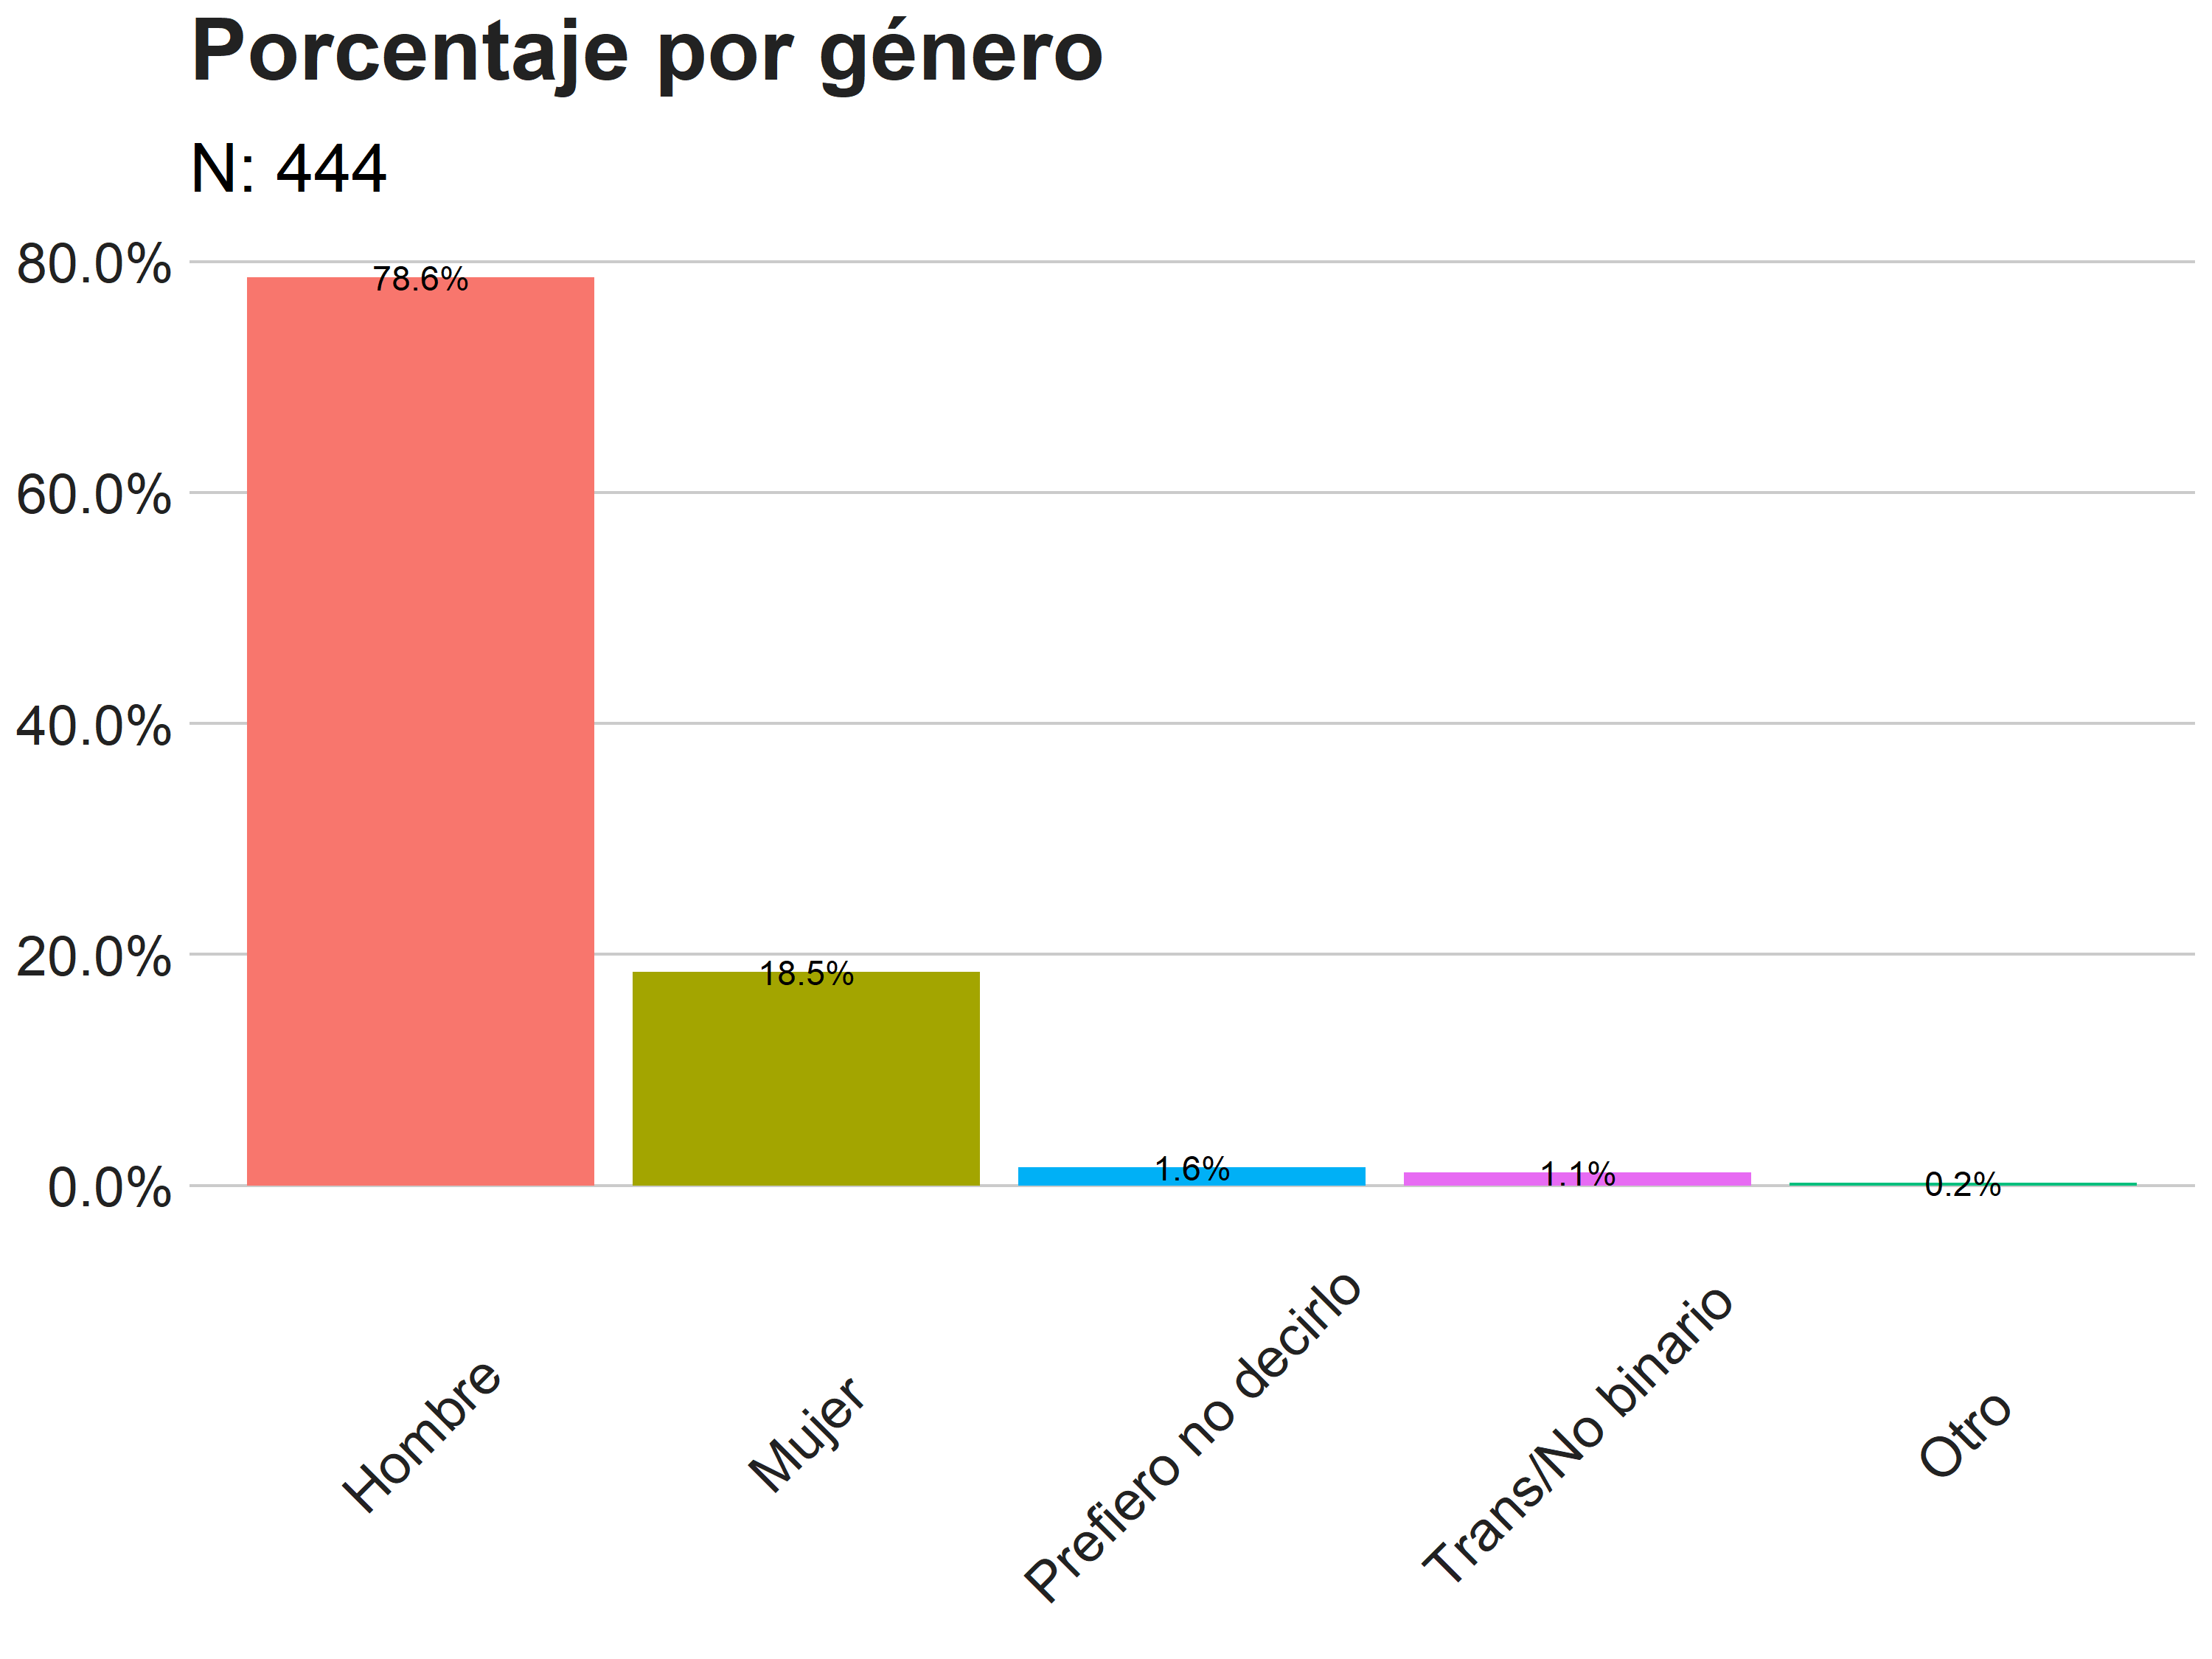 Porcentaje por género
N: 444
80.0%
60.0%
40.0%
20.0%
0.0%
78.6%
18.5%
1.6%
1.1%
0.2%
Hombre
Mujer
Prefiero no decirlo
Trans/No binario
Otro